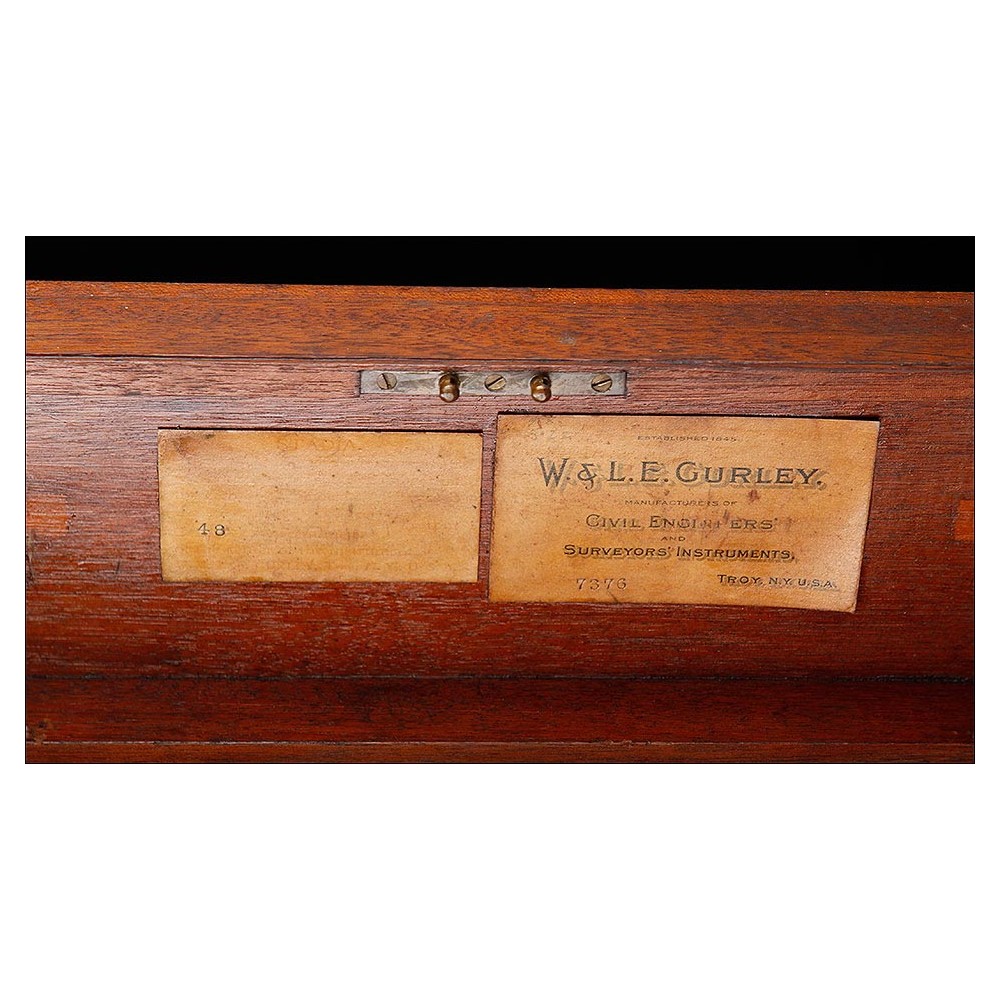 48
ESTABLISHED 1845.
W. & L. E. GURLEY,
MANUFACTURERS OF
CIVIL ENGINEERS'
AND
SURVEYORS' INSTRUMENTS,
7376 TROY, N.Y. U.S.A.